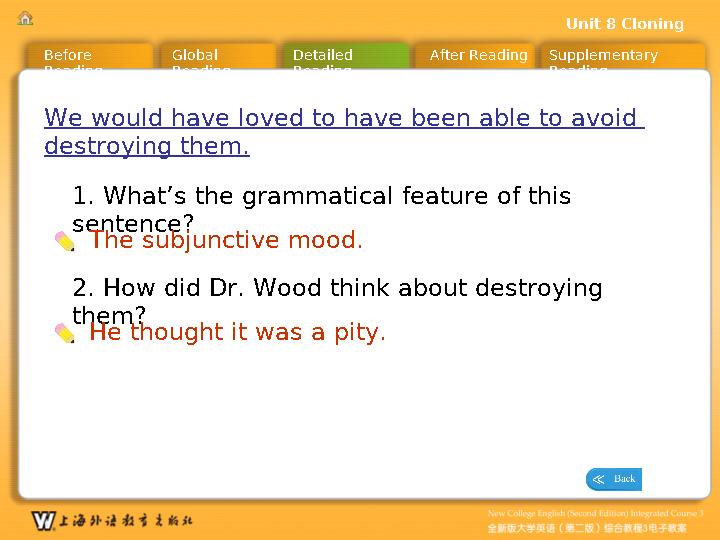 Unit 8 Cloning
Before Reading
Global Reading
Detailed Reading
After Reading
Supplementary Reading
We would have loved to have been able to avoid
destroying them.
1. What’s the grammatical feature of this
sentence?
The subjunctive mood.
2. How did Dr. Wood think about destroying
them?
He thought it was a pity.
≪ Back
W 上海外语教育出版社
New College English (Second Edition) Integrated Course 3
全新版大学英语（第二版）综合教程3电子教案